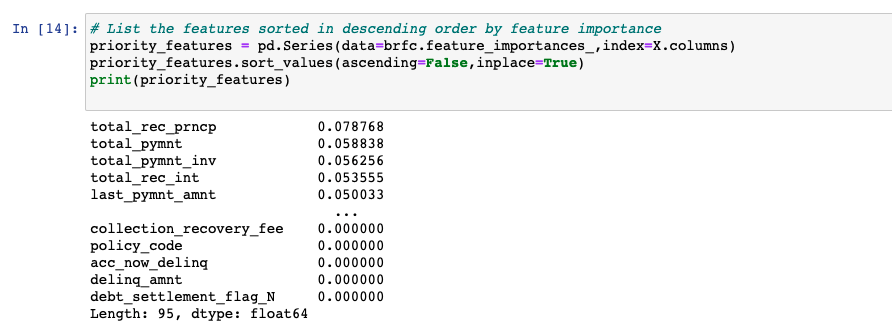 In [14]: # List the features sorted in descending order by feature importance
priority_features = pd.Series(data=brfc.feature_importances_,index=X.columns)
priority_features.sort_values(ascending=False,inplace=True)
print(priority_features)
total_rec_prncp 0.078768
total_pymnt 0.058838
total_pymnt_inv 0.056256
total_rec_int 0.053555
last_pymnt_amnt 0.050033
...
collection_recovery_fee 0.000000
policy_code 0.000000
acc_now_delinq 0.000000
delinq_amnt 0.000000
debt_settlement_flag_N 0.000000
Length: 95, dtype: float64